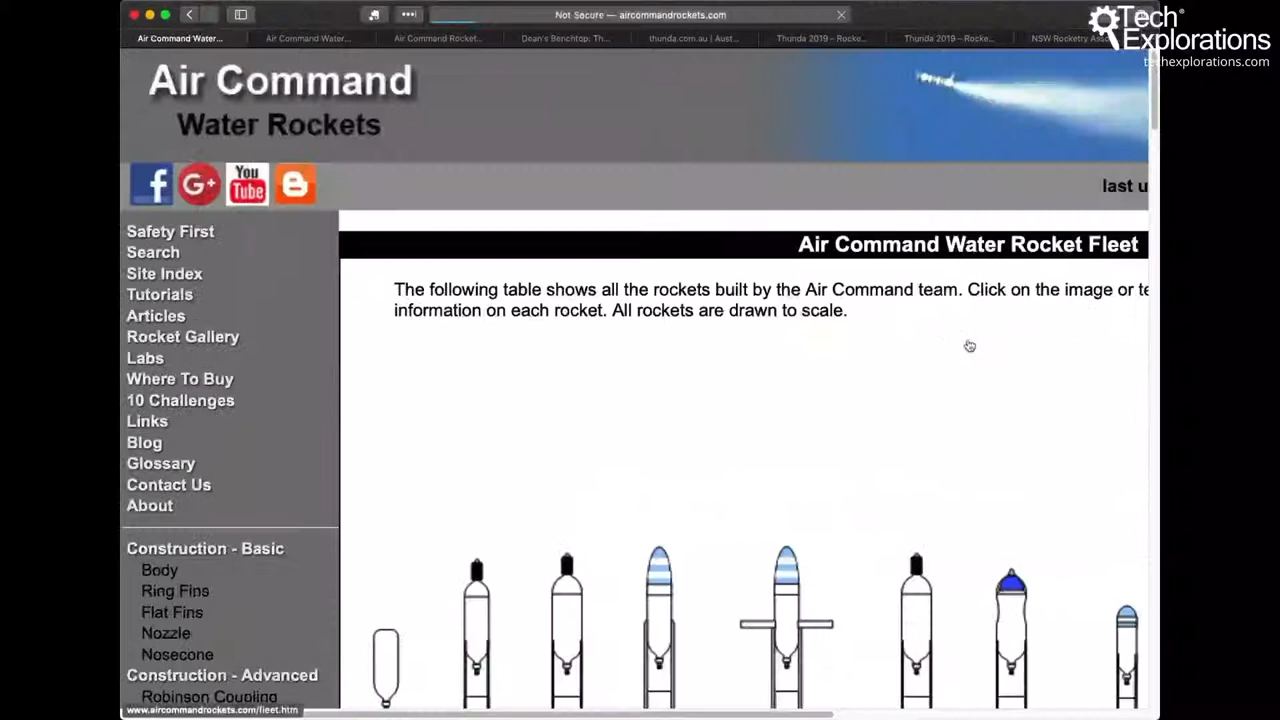 Not Secure — aircommandrockets.com
Air Command Water...
Air Command Water...
Air Command Rocket...
Dean's Benchtop: Th...
thunda.com.au | Aust...
Thunda 2019 – Rocke...
Thunda 2019 – Rocke...
NSW Rocketry Ass
Tech
Explorations
techexplorations.com
Air Command
Water Rockets
f
G+
You
Tube
last u
Safety First
Search
Site Index
Tutorials
Articles
Rocket Gallery
Labs
Where To Buy
10 Challenges
Links
Blog
Glossary
Contact Us
About
Construction - Basic
Body
Ring Fins
Flat Fins
Nozzle
Nosecone
Construction - Advanced
Robinson Coupling
Air Command Water Rocket Fleet
The following table shows all the rockets built by the Air Command team. Click on the image or te
information on each rocket. All rockets are drawn to scale.
www.aircommandrockets.com/fleet.htm